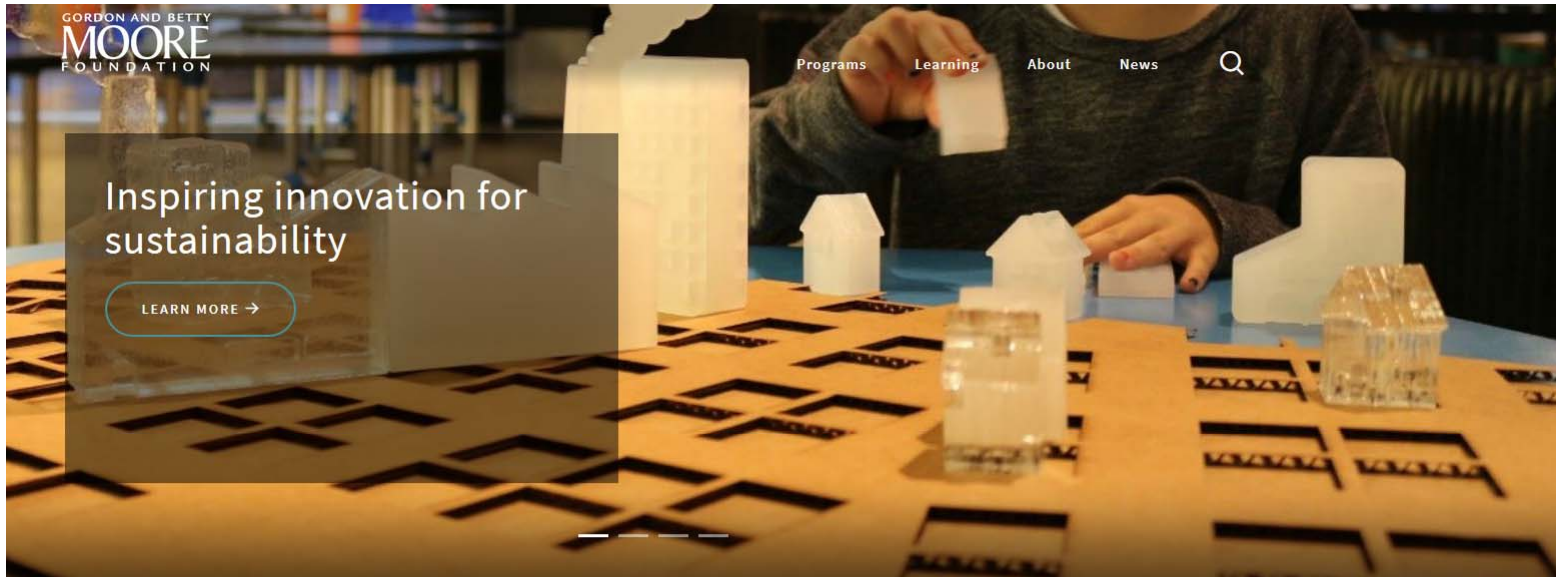 GORDON AND BETTY
MOORE
FOUNDATION
Programs
Learning
About
News
Inspiring innovation for
sustainability
LEARN MORE →